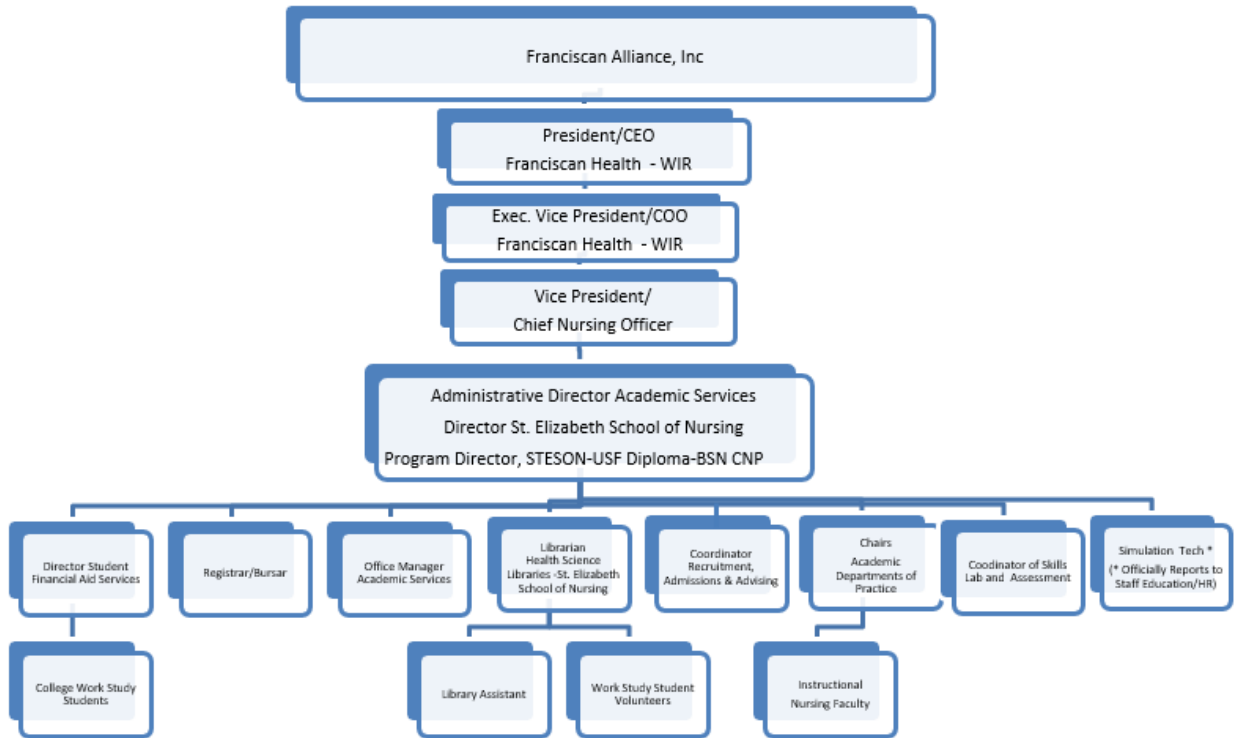 Franciscan Alliance, Inc
President/CEO
Franciscan Health - WIR
Exec. Vice President/COO
Franciscan Health - WIR
Vice President/
Chief Nursing Officer
Administrative Director Academic Services
Director St. Elizabeth School of Nursing
Program Director, STESON-USF Diploma-BSN CNP
Director Student
Financial Aid Services
Registrar/Bursar
Office Manager
Academic Services
Librarian
Health Science
Libraries -St. Elizabeth
School of Nursing
Coordinator
Recruitment,
Admissions & Advising
Chairs
Academic
Departments of
Practice
Coodinator of Skills
Lab and Assessment
Simulation Tech *
(* Officially Reports to
Staff Education/HR)
College Work Study
Students
Library Assistant
Work Study Student
Volunteers
Instructional
Nursing Faculty